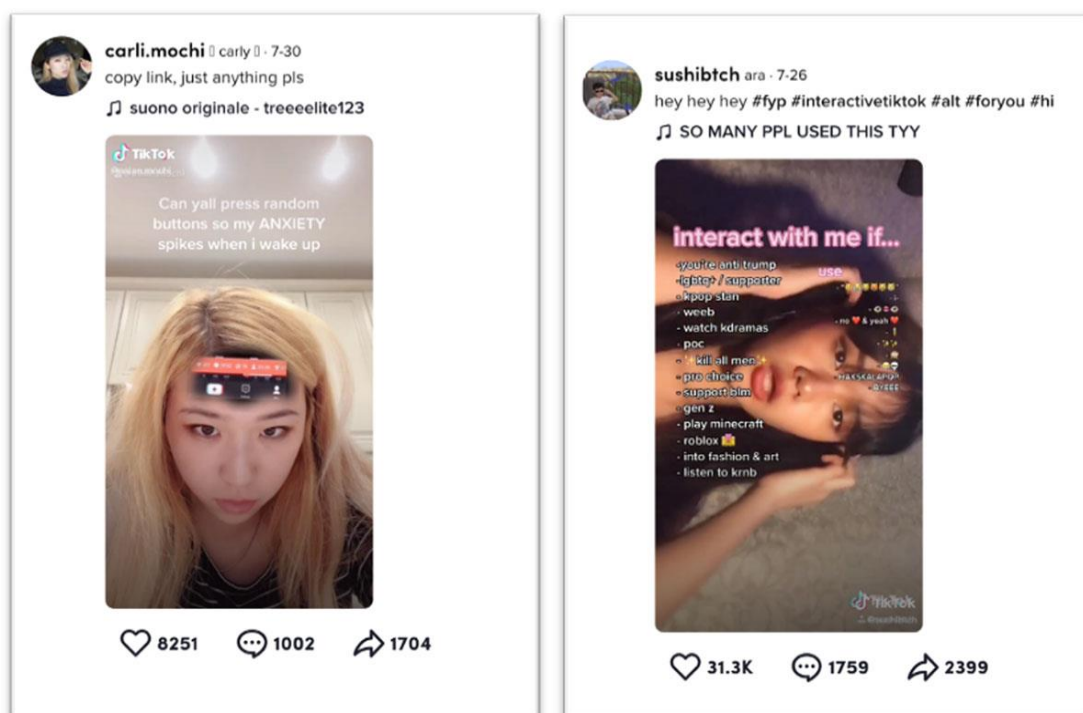 carli.mochi carly · 7-30
copy link, just anything pls
suono originale - treeeelite123
TikTok
Can yall press random
buttons so my ANXIETY
spikes when i wake up
8251 1002 1704
sushibtch ara · 7-26
hey hey hey #fyp #interactivetiktok #alt #foryou #hi
SO MANY PPL USED THIS TYY
interact with me if...
-you're anti trump
-lgbtq+ / supporter
- kpop stan
- weeb
- watch kdramas
- poc
- ✨kill all men✨
- pro choice
- support blm
- gen z
- play minecraft
- roblox
- into fashion & art
- listen to krnb
use
- no ❤️ & yeah ❤️
- BYEEE
TikTok
@sushibtch
31.3K 1759 2399